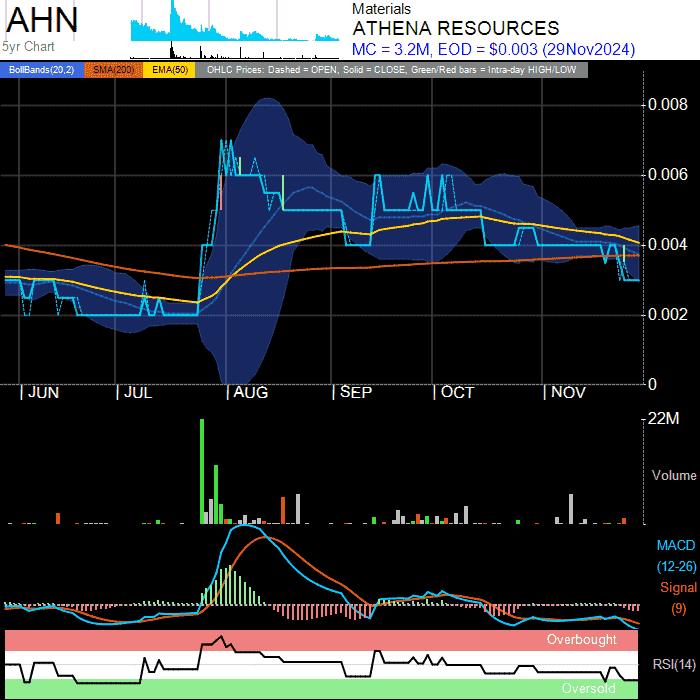 AHN
5yr Chart
Materials
ATHENA RESOURCES
MC = 3.2M, EOD = $0.003 (29Nov2024)
BollBands(20,2) SMA(200) EMA(50) OHLC Prices: Dashed = OPEN, Solid = CLOSE, Green/Red bars = Intra-day HIGH/LOW
0.008
0.006
0.004
0.002
0
| JUN | JUL | AUG | SEP | OCT | NOV
22M
Volume
MACD
(12-26)
Signal
(9)
Overbought
RSI(14)
Oversold